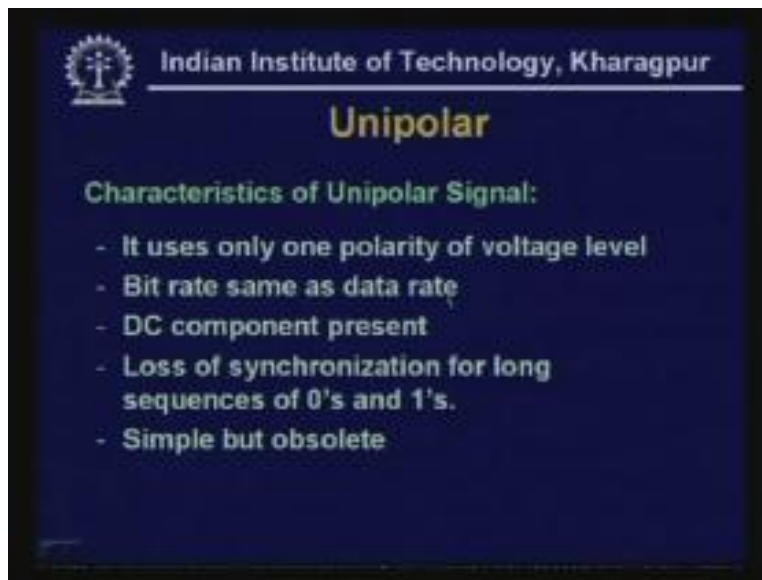 Indian Institute of Technology, Kharagpur
Unipolar
Characteristics of Unipolar Signal:
- It uses only one polarity of voltage level
- Bit rate same as data rate
- DC component present
- Loss of synchronization for long
sequences of 0's and 1's.
- Simple but obsolete